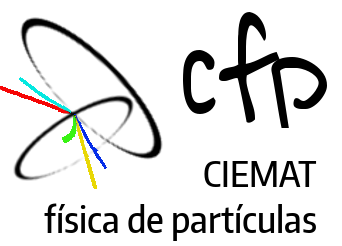 cfp
CIEMAT
física de partículas